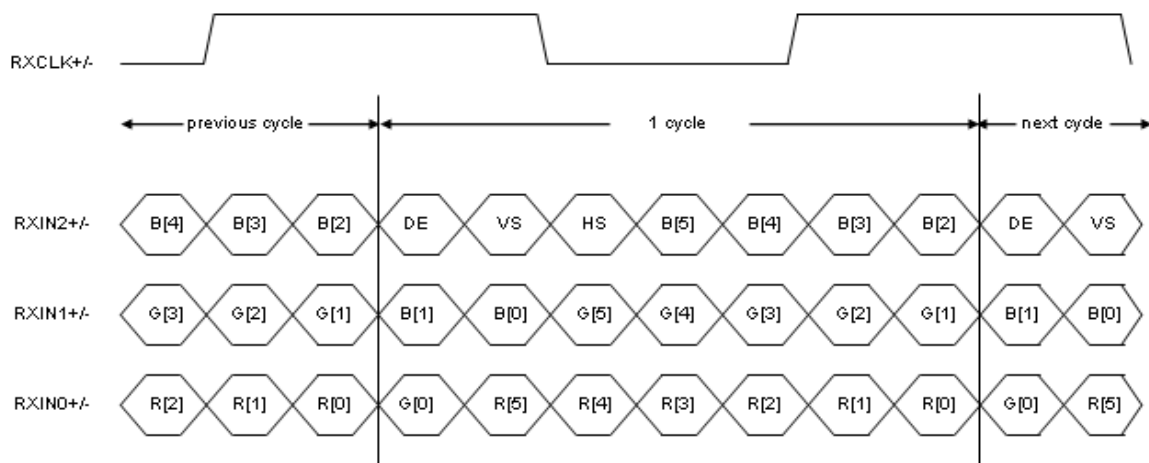 RXCLK+/-
previous cycle 1 cycle next cycle
RXIN2+/- B[4] B[3] B[2] DE VS HS B[5] B[4] B[3] B[2] DE VS
RXIN1+/- G[3] G[2] G[1] B[1] B[0] G[5] G[4] G[3] G[2] G[1] B[1] B[0]
RXIN0+/- R[2] R[1] R[0] G[0] R[5] R[4] R[3] R[2] R[1] R[0] G[0] R[5]